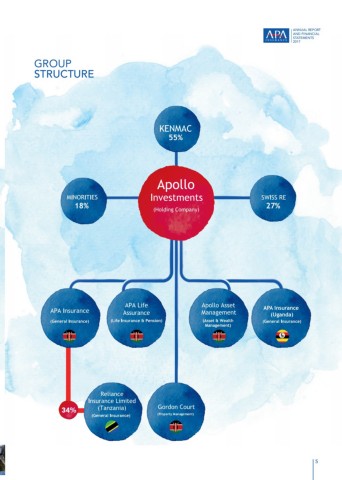 APA
ANNUAL REPORT
AND FINANCIAL
STATEMENTS
2017
GROUP
STRUCTURE
KENMAC
55%
MINORITIES
18%
Apollo
Investments
(Holding Company)
SWISS RE
27%
APA Insurance
(General Insurance)
APA Life
Assurance
(Life Insurance & Pension)
Apollo Asset
Management
(Asset & Wealth
Management)
APA Insurance
(Uganda)
(General Insurance)
34%
Reliance
Insurance Limited
(Tanzania)
(General Insurance)
Gordon Court
(Property Management)
5